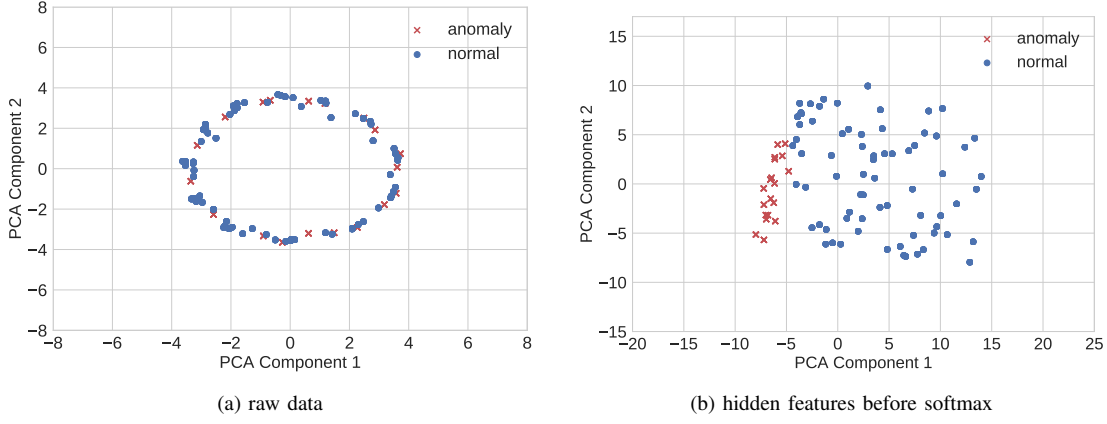 8
6
4
2
0
−2
−4
−6
−8
PCA Component 2
−8 −6 −4 −2 0 2 4 6 8
PCA Component 1
anomaly
normal
(a) raw data
15
10
5
0
−5
−10
−15
PCA Component 2
−20 −15 −10 −5 0 5 10 15 20 25
PCA Component 1
anomaly
normal
(b) hidden features before softmax